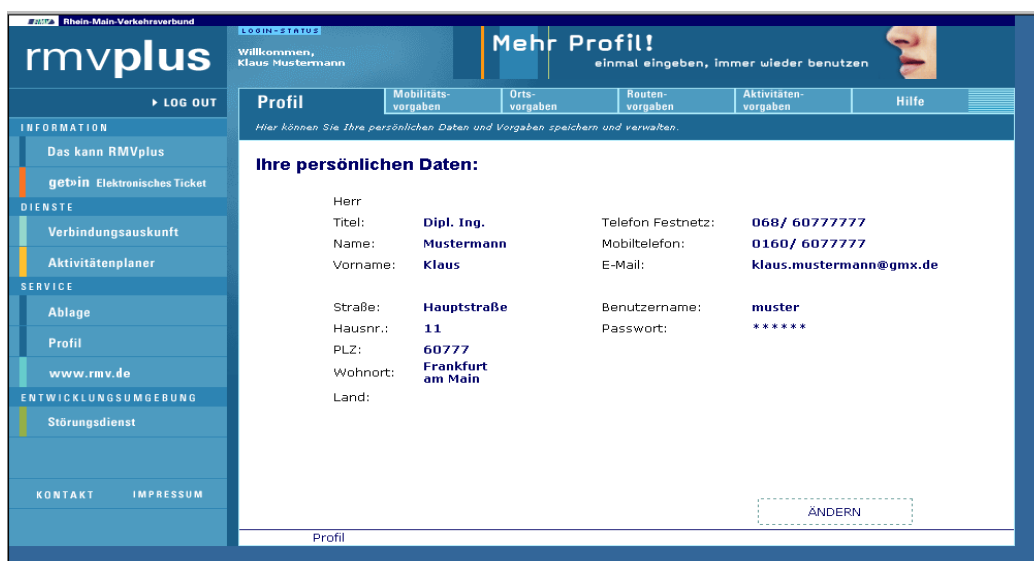 RMV Rhein-Main-Verkehrsverbund
rmvplus
LOGIN-STATUS
Willkommen,
Klaus Mustermann
Mehr Profil!
einmal eingeben, immer wieder benutzen
LOG OUT
Profil
Mobilitäts-
vorgaben
Orts-
vorgaben
Routen-
vorgaben
Aktivitäten-
vorgaben
Hilfe
Hier können Sie Ihre persönlichen Daten und Vorgaben speichern und verwalten.
INFORMATION
Das kann RMVplus
get»in Elektronisches Ticket
DIENSTE
Verbindungsauskunft
Aktivitätenplaner
SERVICE
Ablage
Profil
www.rmv.de
ENTWICKLUNGSUMGEBUNG
Störungsdienst
KONTAKT IMPRESSUM
Ihre persönlichen Daten:
Herr
Titel: Dipl. Ing. Telefon Festnetz: 068/ 60777777
Name: Mustermann Mobiltelefon: 0160/ 6077777
Vorname: Klaus E-Mail: klaus.mustermann@gmx.de
Straße: Hauptstraße Benutzername: muster
Hausnr.: 11 Passwort: ******
PLZ: 60777
Wohnort: Frankfurt
am Main
Land:
ÄNDERN
Profil